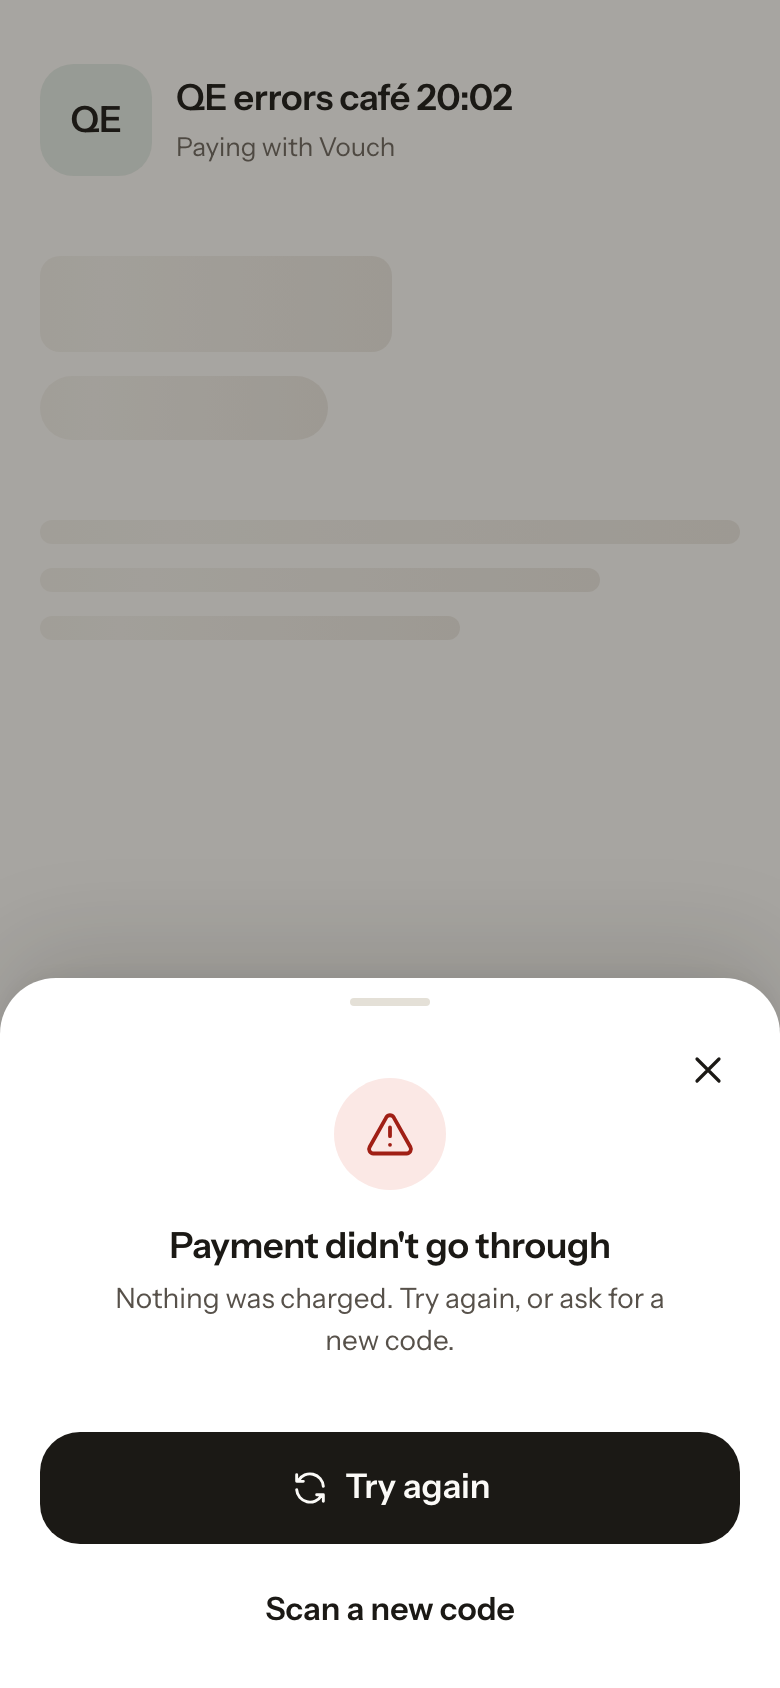 QE
QE errors café 20:02
Paying with Vouch
Payment didn't go through
Nothing was charged. Try again, or ask for a
new code.
Try again
Scan a new code